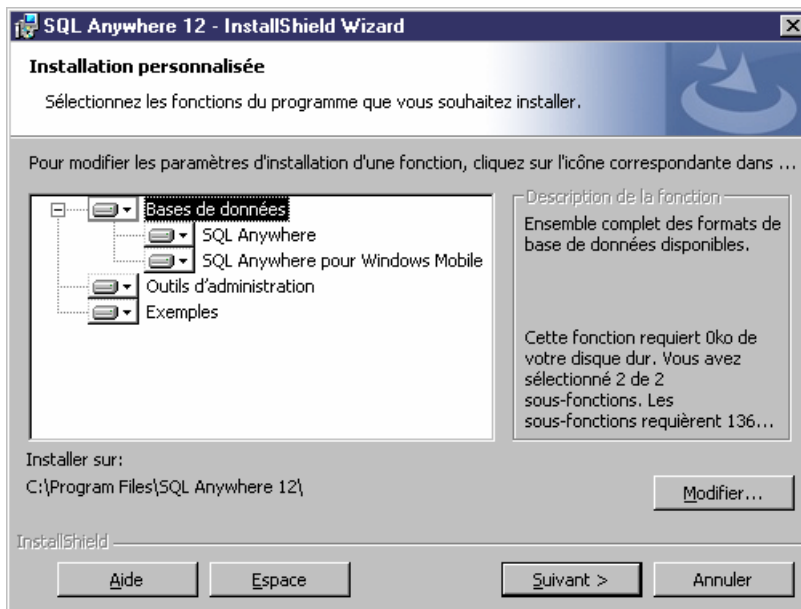 SQL Anywhere 12 - InstallShield Wizard
Installation personnalisée
Sélectionnez les fonctions du programme que vous souhaitez installer.
Pour modifier les paramètres d'installation d'une fonction, cliquez sur l'icône correspondante dans ...
Bases de données
SQL Anywhere
SQL Anywhere pour Windows Mobile
Outils d'administration
Exemples
Description de la fonction
Ensemble complet des formats de
base de données disponibles.
Cette fonction requiert 0ko de
votre disque dur. Vous avez
sélectionné 2 de 2
sous-fonctions. Les
sous-fonctions requièrent 136...
Installer sur:
C:\Program Files\SQL Anywhere 12\
Modifier...
InstallShield
Aide
Espace
Suivant >
Annuler